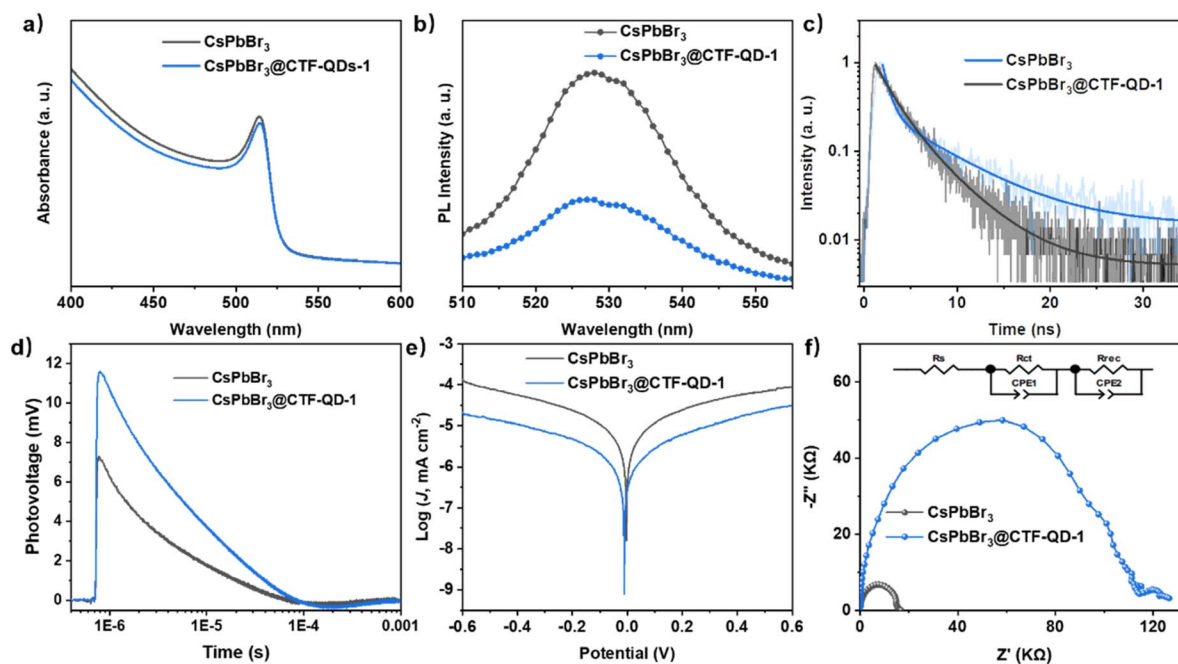 a)
CsPbBr₃
CsPbBr₃@CTF-QDs-1
Absorbance (a. u.)
400 450 500 550 600
Wavelength (nm)
b)
CsPbBr₃
CsPbBr₃@CTF-QD-1
PL Intensity (a. u.)
510 520 530 540 550
Wavelength (nm)
c)
CsPbBr₃
CsPbBr₃@CTF-QD-1
Intensity (a. u.)
1
0.1
0.01
0 10 20 30
Time (ns)
d)
CsPbBr₃
CsPbBr₃@CTF-QD-1
Photovoltage (mV)
12
10
8
6
4
2
0
1E-6 1E-5 1E-4 0.001
Time (s)
e)
CsPbBr₃
CsPbBr₃@CTF-QD-1
Log (J, mA cm⁻²)
-3
-4
-5
-6
-7
-8
-9
-0.6 -0.4 -0.2 0.0 0.2 0.4 0.6
Potential (V)
f)
Rs Rct Rrec
CPE1 CPE2
CsPbBr₃
CsPbBr₃@CTF-QD-1
-Z'' (KΩ)
60
40
20
0
0 40 80 120
Z' (KΩ)